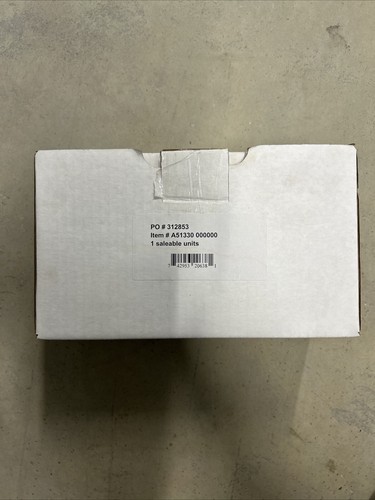 PO # 312853
Item # A51330 000000
1 saleable units